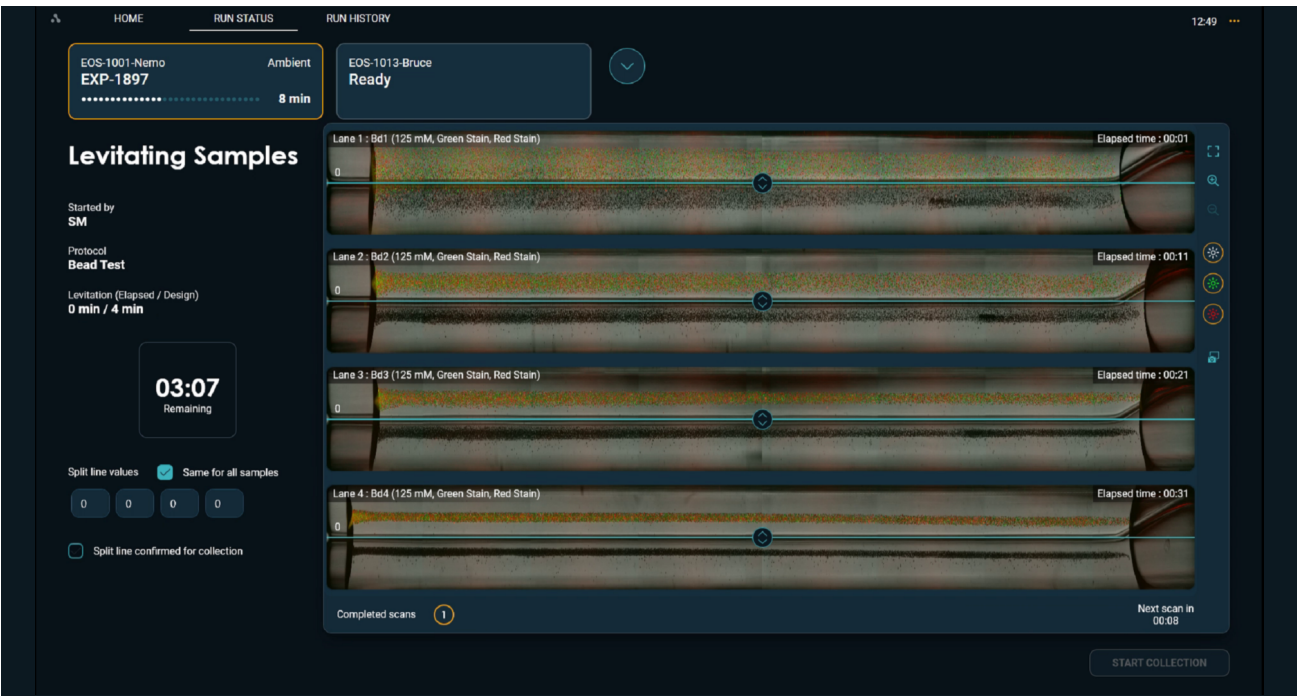 HOME RUN STATUS RUN HISTORY 12:49
EOS-1001-Nemo Ambient
EXP-1897
8 min
EOS-1013-Bruce
Ready
Levitating Samples
Started by
SM
Protocol
Bead Test
Levitation (Elapsed / Design)
0 min / 4 min
03:07
Remaining
Split line values Same for all samples
0 0 0 0
Split line confirmed for collection
Lane 1 : Bd1 (125 mM, Green Stain, Red Stain) Elapsed time : 00:01
0
Lane 2 : Bd2 (125 mM, Green Stain, Red Stain) Elapsed time : 00:11
0
Lane 3 : Bd3 (125 mM, Green Stain, Red Stain) Elapsed time : 00:21
0
Lane 4 : Bd4 (125 mM, Green Stain, Red Stain) Elapsed time : 00:31
0
Completed scans 1
Next scan in
00:08
START COLLECTION